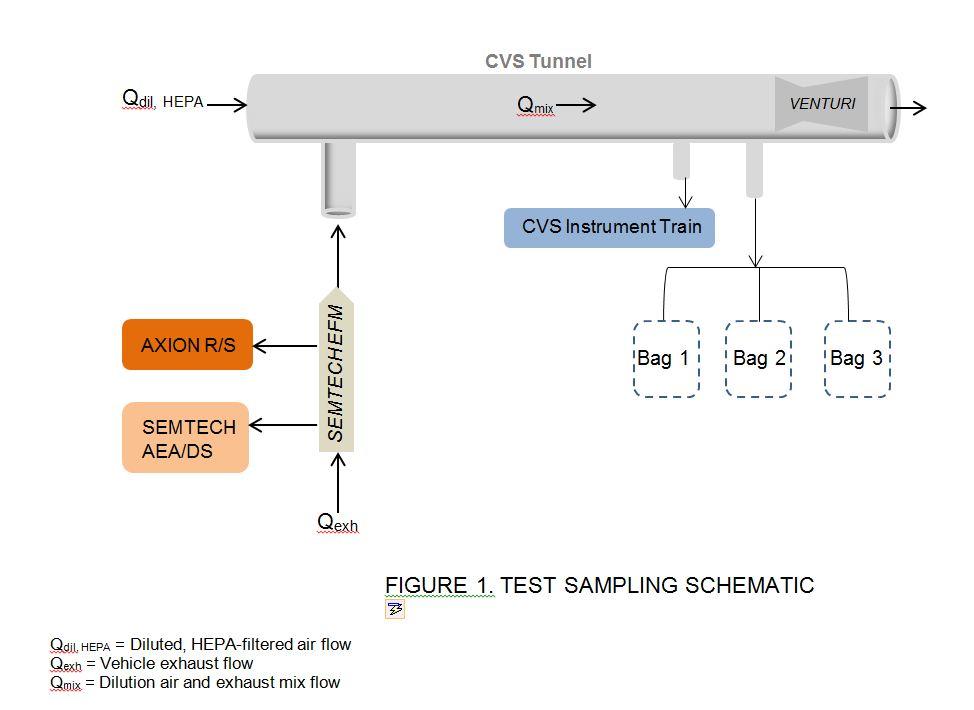 CVS Tunnel
Qdil, HEPA
Qmix
VENTURI
CVS Instrument Train
SEMTECHEFM
AXION R/S
Bag 1
Bag 2
Bag 3
SEMTECH
AEA/DS
Qexh
FIGURE 1. TEST SAMPLING SCHEMATIC
Qdil, HEPA = Diluted, HEPA-filtered air flow
Qexh = Vehicle exhaust flow
Qmix = Dilution air and exhaust mix flow